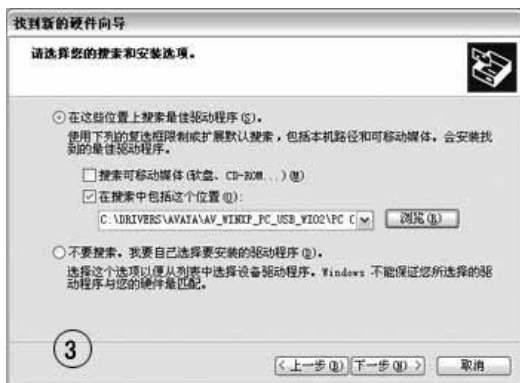 找到新的硬件向导
请选择您的搜索和安装选项。
在这些位置上搜索最佳驱动程序(S)。
使用下列的复选框限制或扩展默认搜索，包括本机路径和可移动媒体。会安装找
到的最佳驱动程序。
搜索可移动媒体(软盘、CD-ROM...)(M)
在搜索中包括这个位置(O):
C:\DRIVERS\AVATA\AV_WINXP_PC_USB_VIO2\PC C
浏览(R)
不要搜索。我要自己选择要安装的驱动程序(D)。
选择这个选项以便从列表中选择设备驱动程序。Windows 不能保证您所选择的驱
动程序与您的硬件最匹配。
③
<上一步(B) 下一步(N)> 取消